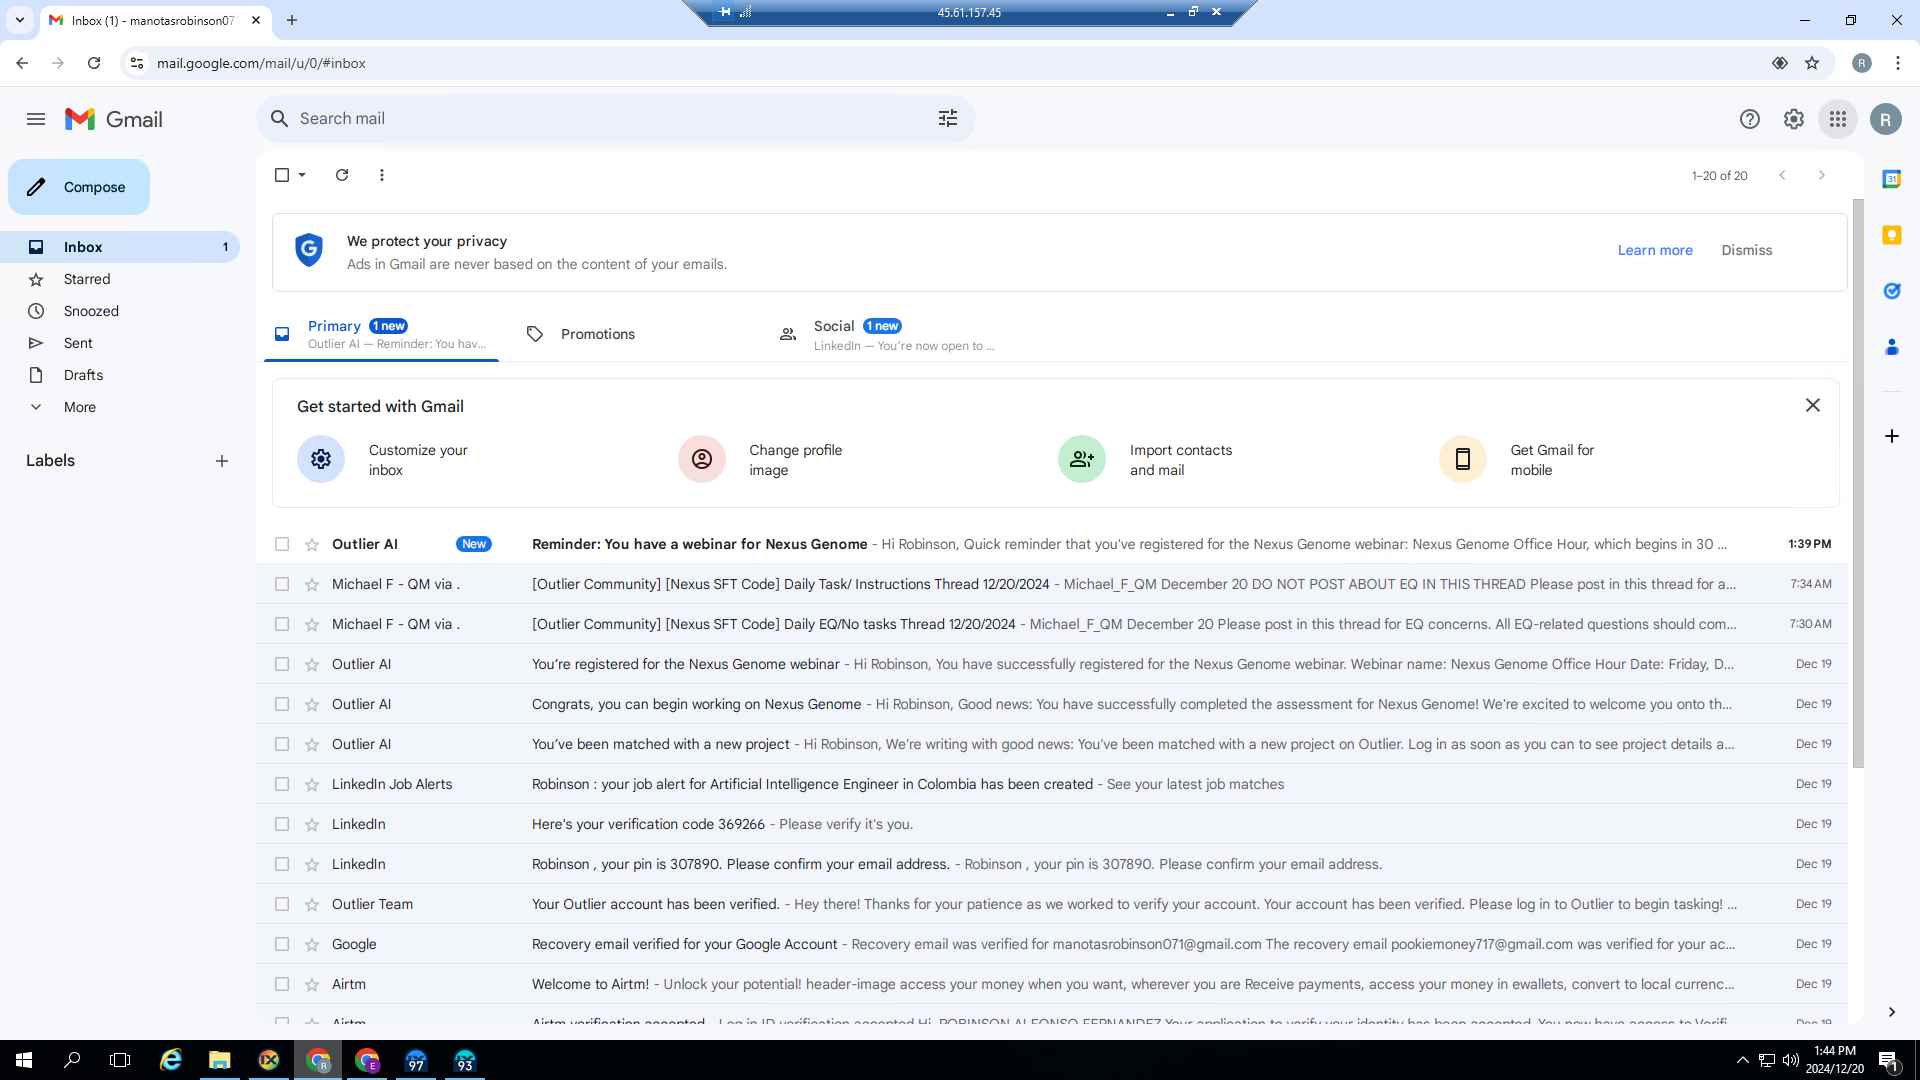 Inbox (1) - manotasrobinson07
45.61.157.45
mail.google.com/mail/u/0/#inbox
R
Gmail
Search mail
R
Compose
1–20 of 20
31
We protect your privacy
Ads in Gmail are never based on the content of your emails.
Learn more
Dismiss
Inbox 1
Starred
Snoozed
Sent
Drafts
More
Labels
Primary 1 new
Outlier AI — Reminder: You hav...
Promotions
Social 1 new
LinkedIn — You're now open to ...
Get started with Gmail
Customize your
inbox
Change profile
image
Import contacts
and mail
Get Gmail for
mobile
Outlier AI New Reminder: You have a webinar for Nexus Genome - Hi Robinson, Quick reminder that you've registered for the Nexus Genome webinar: Nexus Genome Office Hour, which begins in 30 ... 1:39 PM
Michael F - QM via . [Outlier Community] [Nexus SFT Code] Daily Task/ Instructions Thread 12/20/2024 - Michael_F_QM December 20 DO NOT POST ABOUT EQ IN THIS THREAD Please post in this thread for a... 7:34 AM
Michael F - QM via . [Outlier Community] [Nexus SFT Code] Daily EQ/No tasks Thread 12/20/2024 - Michael_F_QM December 20 Please post in this thread for EQ concerns. All EQ-related questions should com... 7:30 AM
Outlier AI You're registered for the Nexus Genome webinar - Hi Robinson, You have successfully registered for the Nexus Genome webinar. Webinar name: Nexus Genome Office Hour Date: Friday, D... Dec 19
Outlier AI Congrats, you can begin working on Nexus Genome - Hi Robinson, Good news: You have successfully completed the assessment for Nexus Genome! We're excited to welcome you onto th... Dec 19
Outlier AI You've been matched with a new project - Hi Robinson, We're writing with good news: You've been matched with a new project on Outlier. Log in as soon as you can to see project details a... Dec 19
LinkedIn Job Alerts Robinson : your job alert for Artificial Intelligence Engineer in Colombia has been created - See your latest job matches Dec 19
LinkedIn Here's your verification code 369266 - Please verify it's you. Dec 19
LinkedIn Robinson , your pin is 307890. Please confirm your email address. - Robinson , your pin is 307890. Please confirm your email address. Dec 19
Outlier Team Your Outlier account has been verified. - Hey there! Thanks for your patience as we worked to verify your account. Your account has been verified. Please log in to Outlier to begin tasking! ... Dec 19
Google Recovery email verified for your Google Account - Recovery email was verified for manotasrobinson071@gmail.com The recovery email pookiemoney717@gmail.com was verified for your ac... Dec 19
Airtm Welcome to Airtm! - Unlock your potential! header-image access your money when you want, wherever you are Receive payments, access your money in ewallets, convert to local currenc... Dec 19
Airtm Airtm verification accepted - Log in ID verification accepted Hi, ROBINSON ALFONSO FERNANDEZ Your application to verify your identity has been accepted. You now have access to Verifi... Dec 19
R
E
97
93
1:44 PM
2024/12/20
1